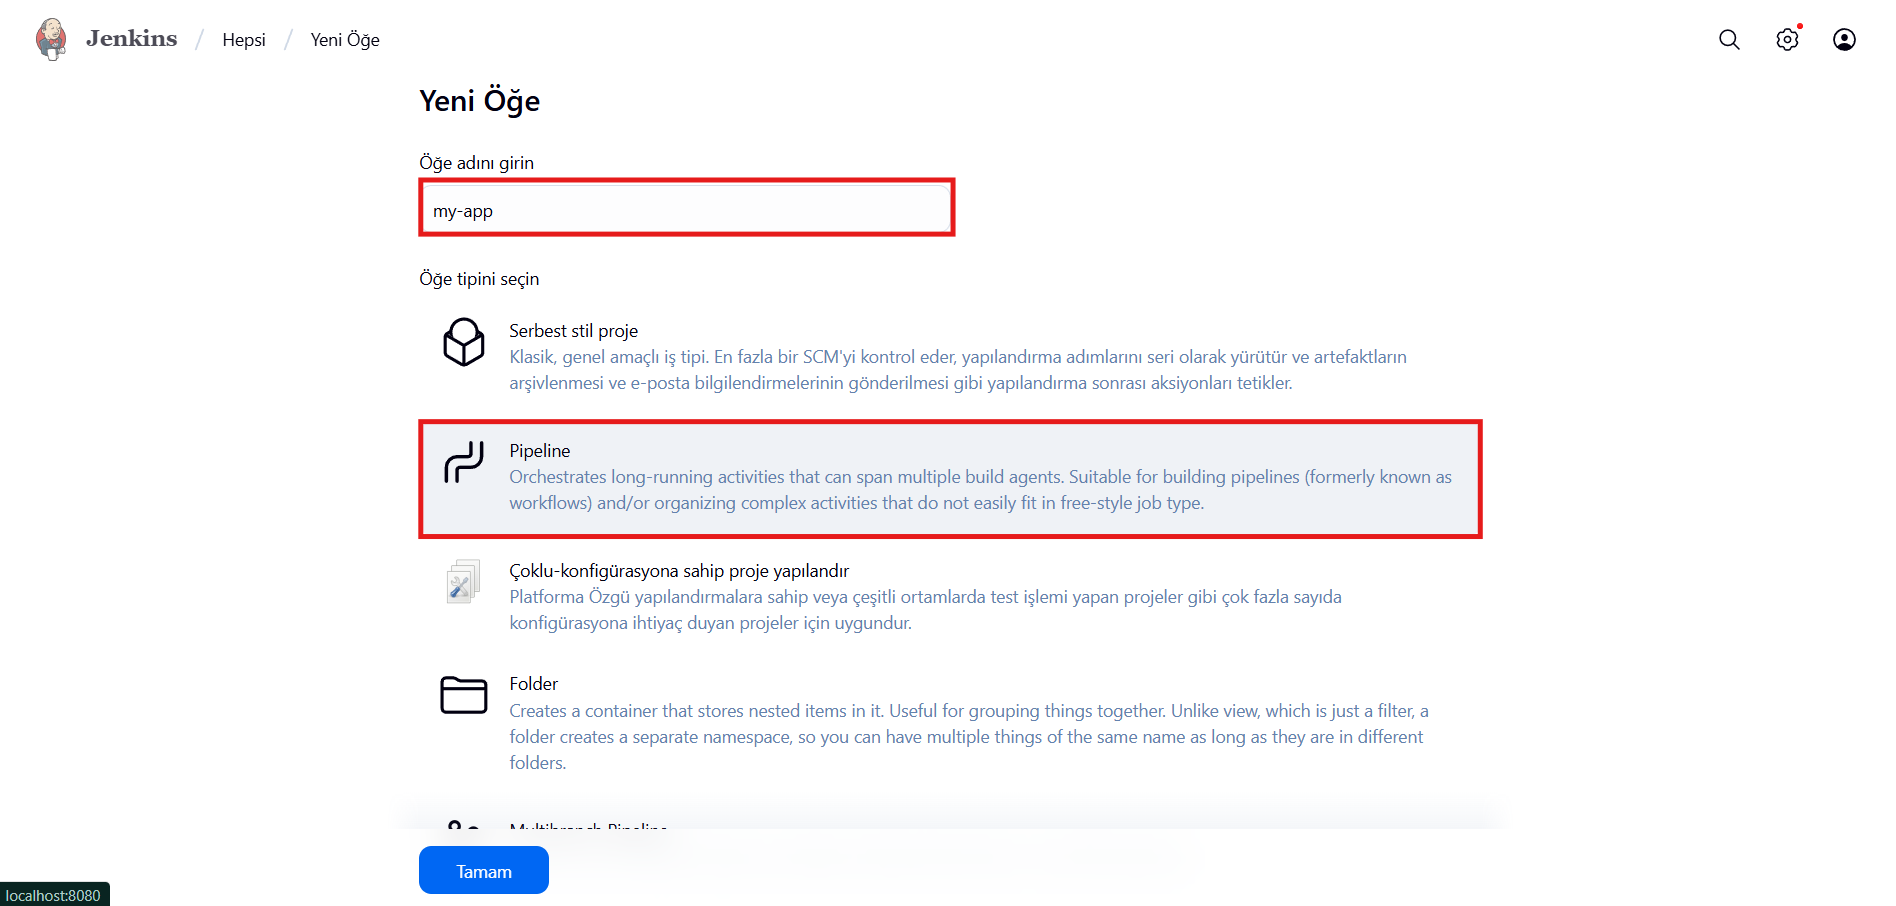 Jenkins / Hepsi / Yeni Öğe
Yeni Öğe
Öğe adını girin
my-app
Öğe tipini seçin
Serbest stil proje
Klasik, genel amaçlı iş tipi. En fazla bir SCM'yi kontrol eder, yapılandırma adımlarını seri olarak yürütür ve artefaktların
arşivlenmesi ve e-posta bilgilendirmelerinin gönderilmesi gibi yapılandırma sonrası aksiyonları tetikler.
Pipeline
Orchestrates long-running activities that can span multiple build agents. Suitable for building pipelines (formerly known as
workflows) and/or organizing complex activities that do not easily fit in free-style job type.
Çoklu-konfigürasyona sahip proje yapılandır
Platforma Özgü yapılandırmalara sahip veya çeşitli ortamlarda test işlemi yapan projeler gibi çok fazla sayıda
konfigürasyona ihtiyaç duyan projeler için uygundur.
Folder
Creates a container that stores nested items in it. Useful for grouping things together. Unlike view, which is just a filter, a
folder creates a separate namespace, so you can have multiple things of the same name as long as they are in different
folders.
Multibranch Pipeline
Tamam
localhost:8080